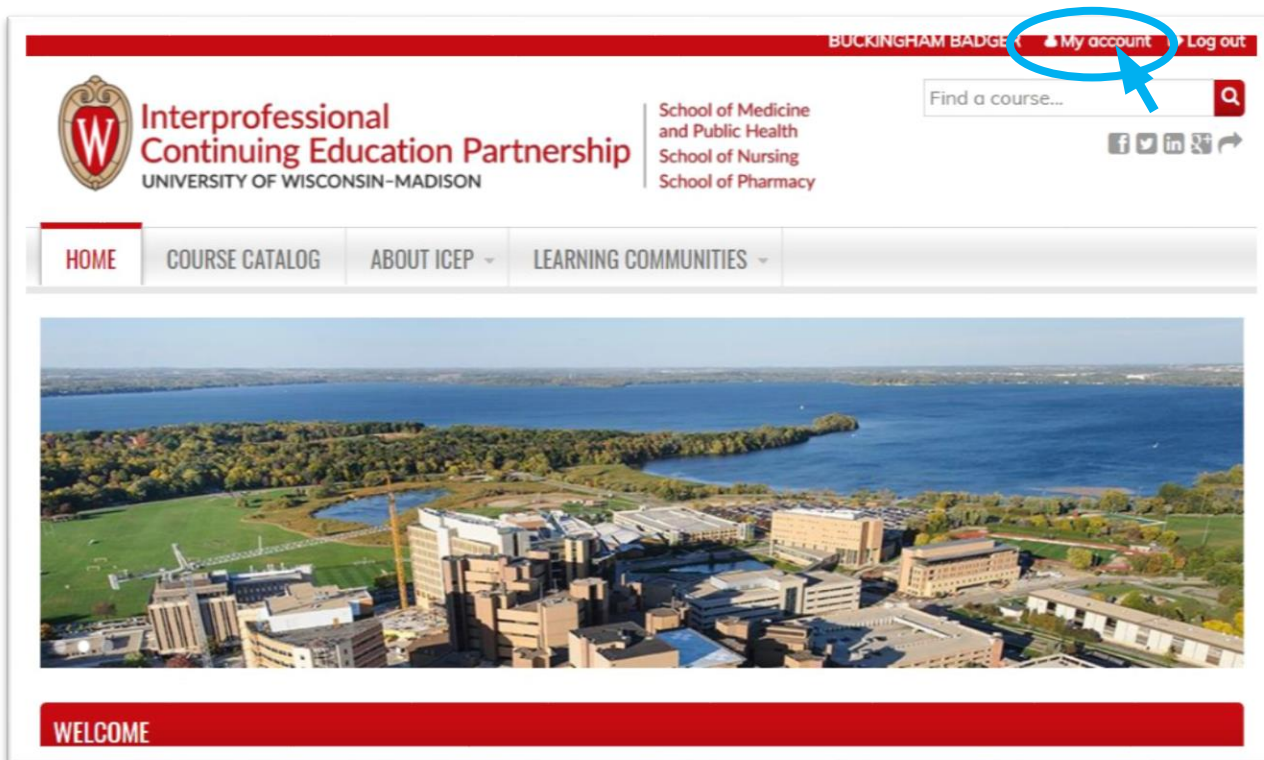 BUCKINGHAM BADGER My account Log out
Interprofessional
Continuing Education Partnership
UNIVERSITY OF WISCONSIN–MADISON
School of Medicine
and Public Health
School of Nursing
School of Pharmacy
Find a course...
HOME COURSE CATALOG ABOUT ICEP LEARNING COMMUNITIES
WELCOME